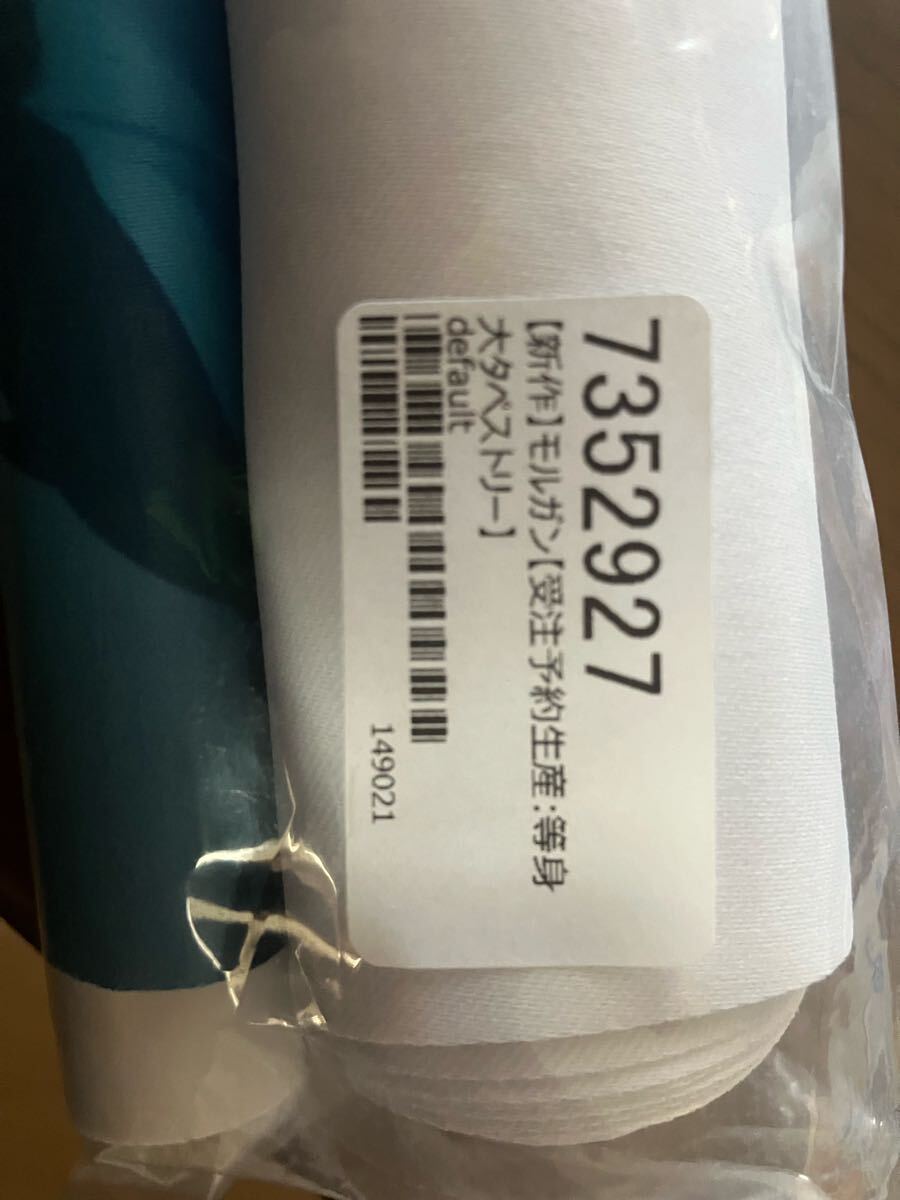 7352927
【新作】モルガン【受注予約生産:等身
大タペストリー】
default
149021